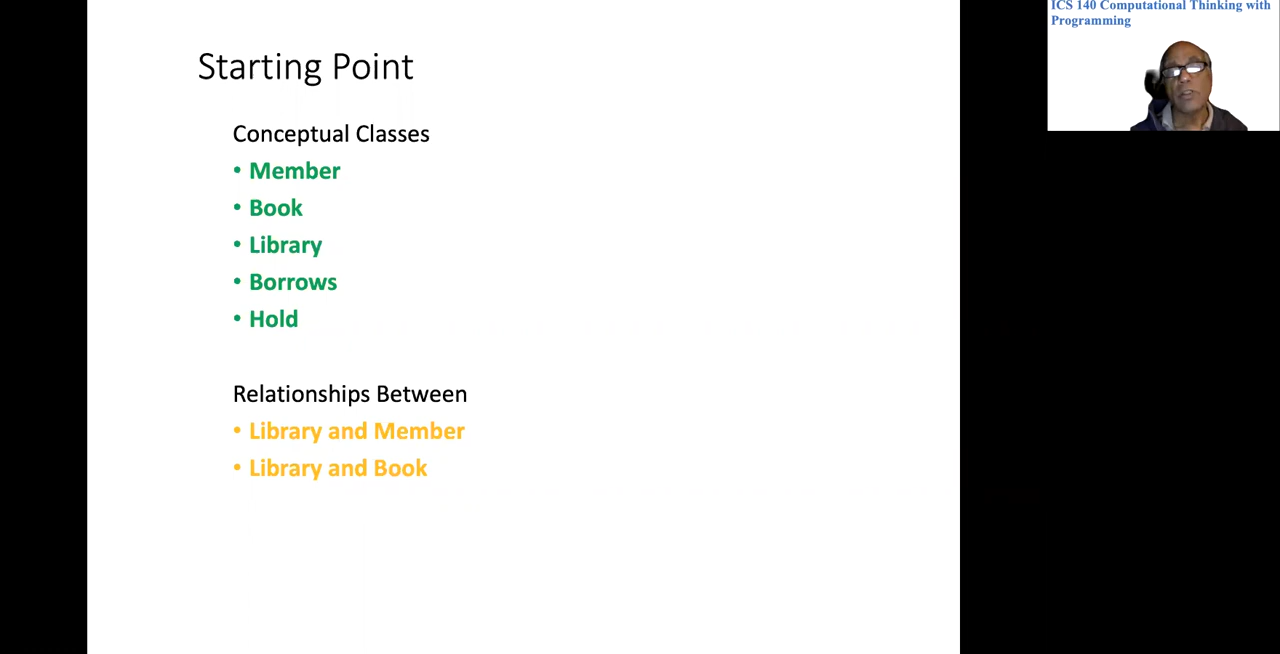 Starting Point
Conceptual Classes
• Member
• Book
• Library
• Borrows
• Hold
Relationships Between
• Library and Member
• Library and Book
ICS 140 Computational Thinking with
Programming